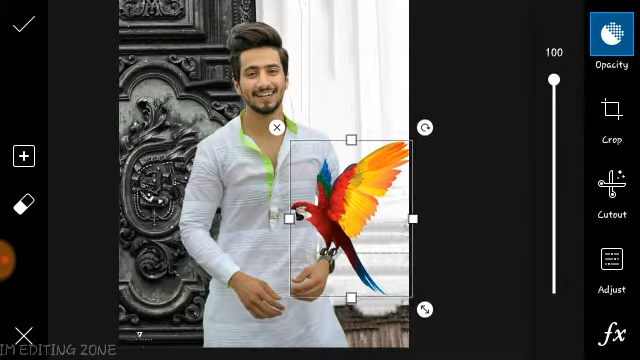 100
Opacity
Crop
Cutout
Adjust
fx
IM EDITING ZONE